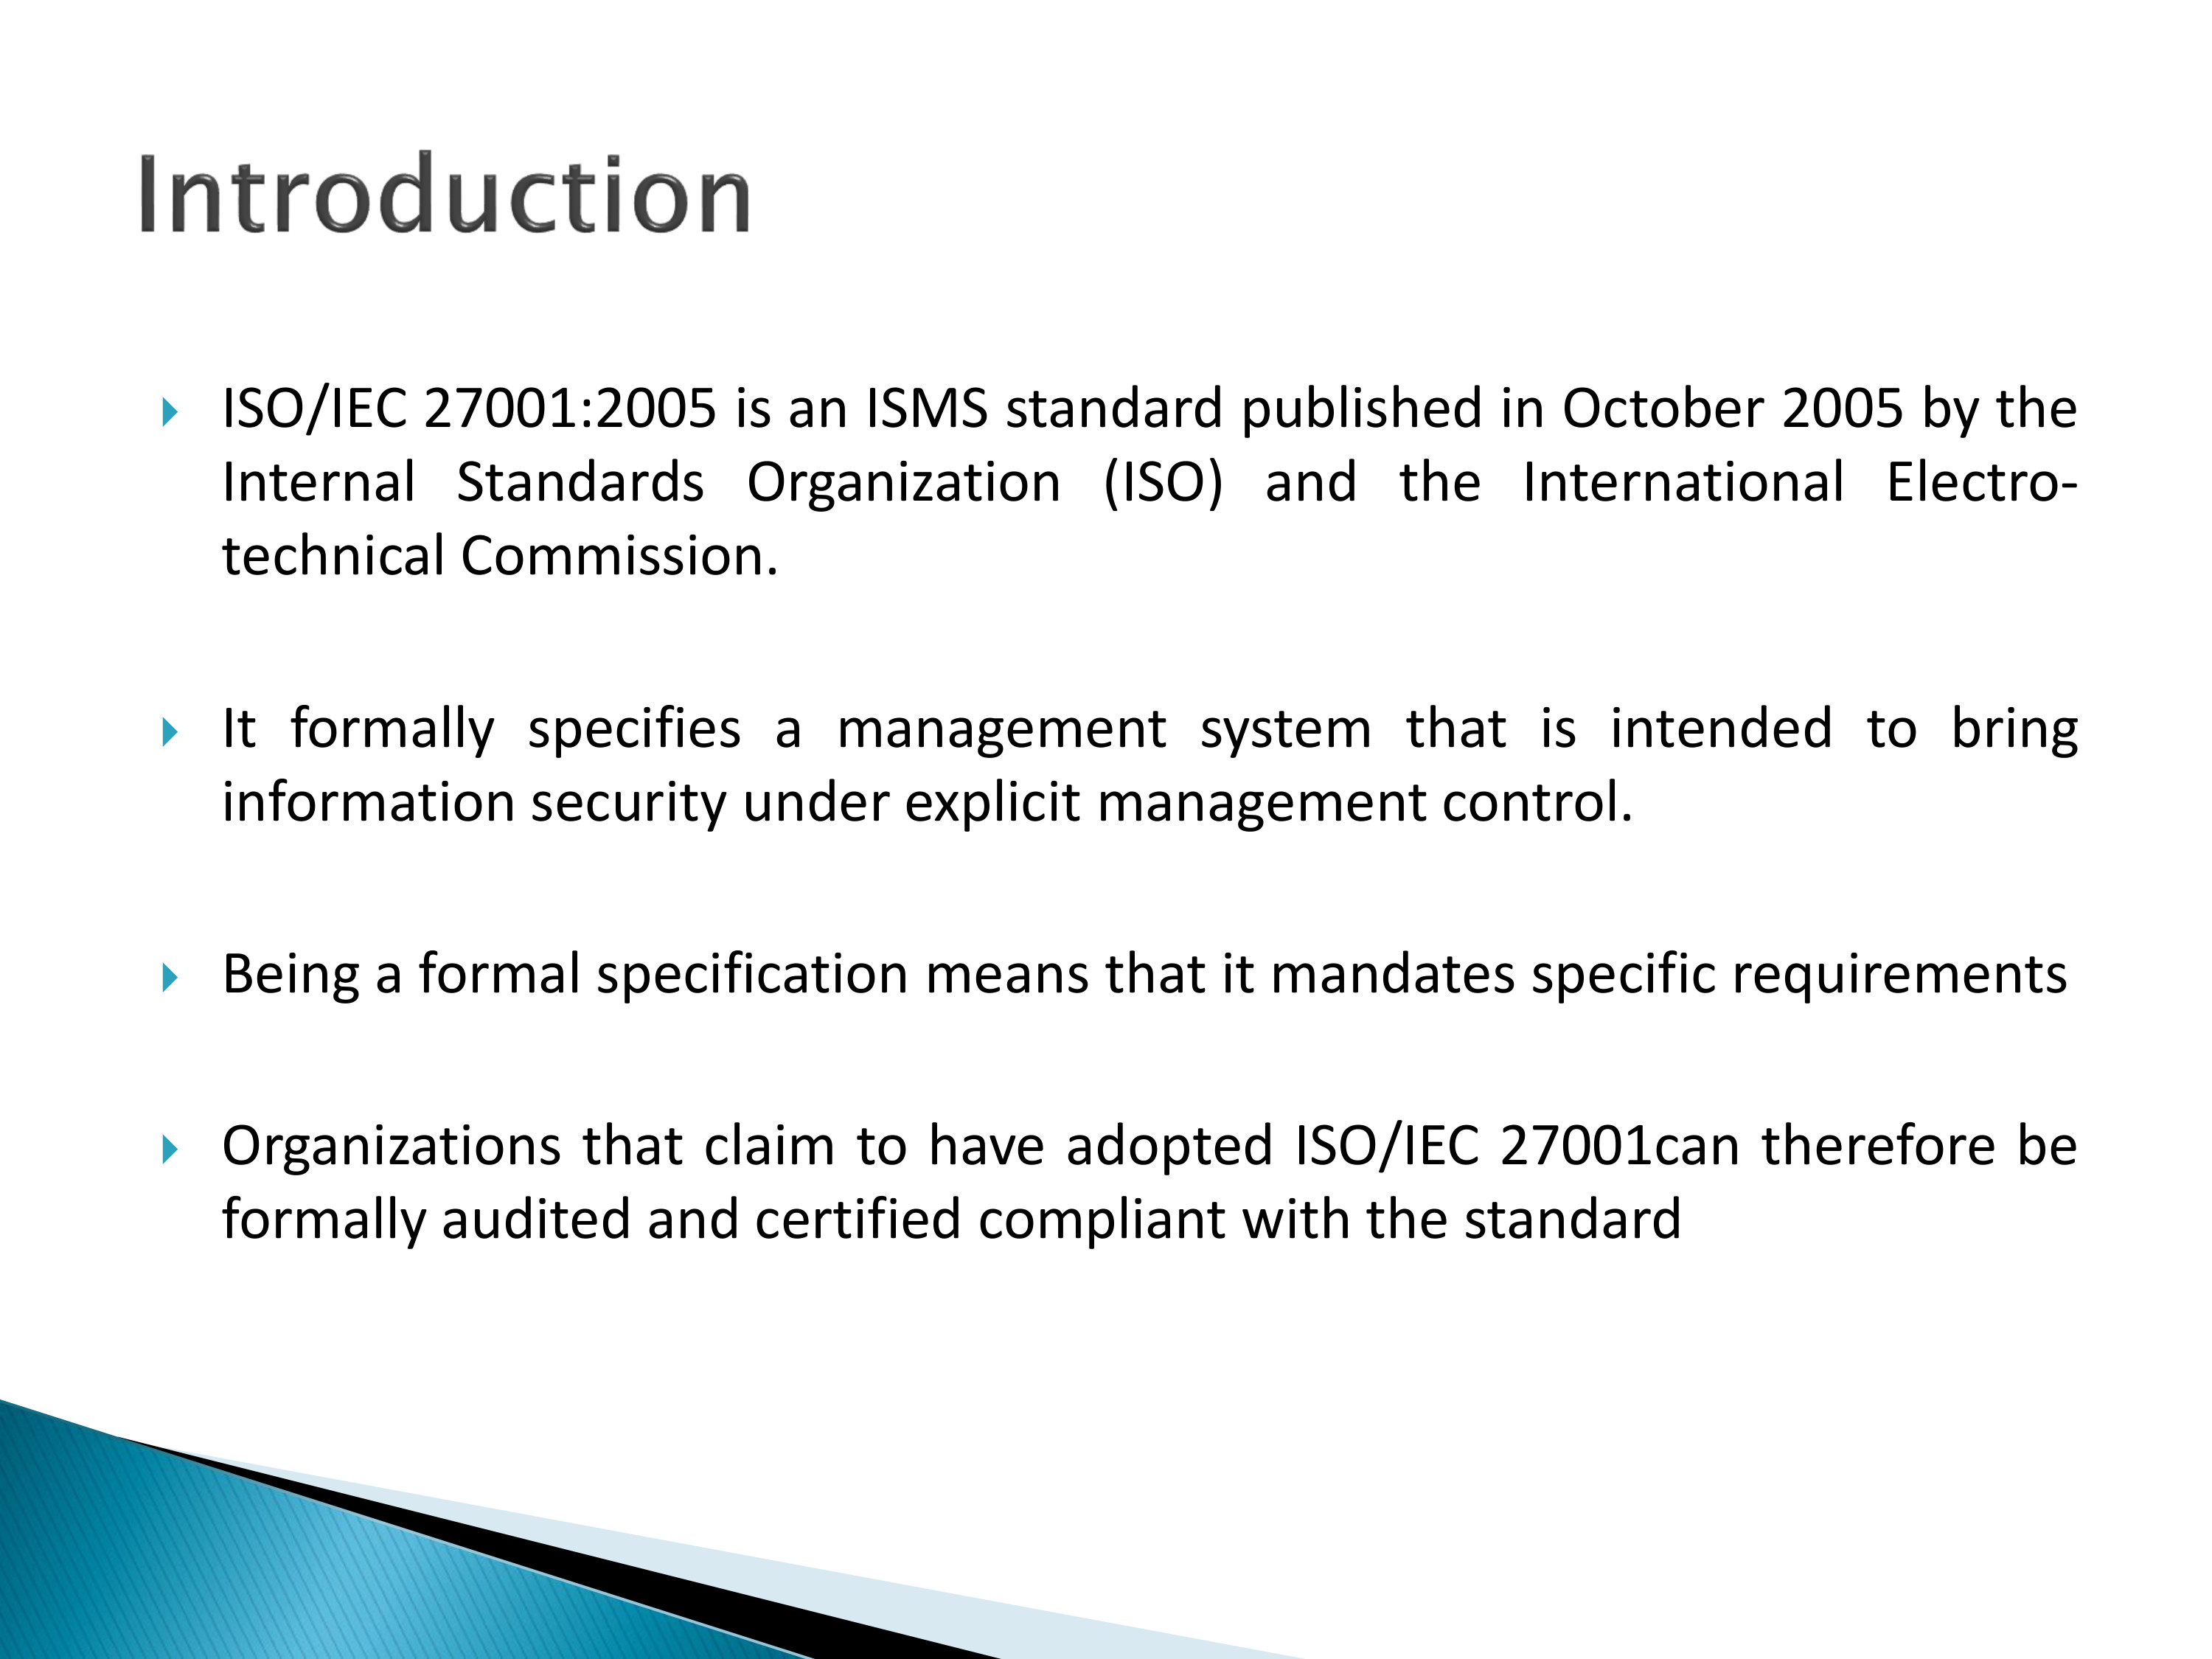 Introduction
ISO/IEC 27001:2005 is an ISMS standard published in October 2005 by the
Internal Standards Organization (ISO) and the International Electro-
technical Commission.
It formally specifies a management system that is intended to bring
information security under explicit management control.
Being a formal specification means that it mandates specific requirements
Organizations that claim to have adopted ISO/IEC 27001can therefore be
formally audited and certified compliant with the standard